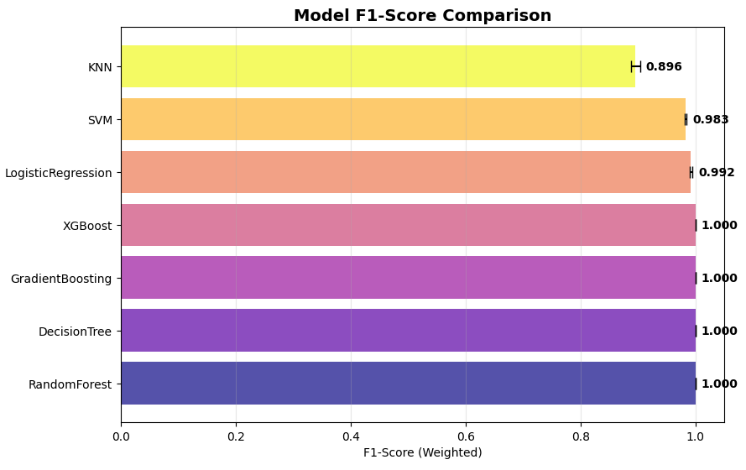 Model F1-Score Comparison
KNN 0.896
SVM 0.983
LogisticRegression 0.992
XGBoost 1.000
GradientBoosting 1.000
DecisionTree 1.000
RandomForest 1.000
0.0 0.2 0.4 0.6 0.8 1.0
F1-Score (Weighted)